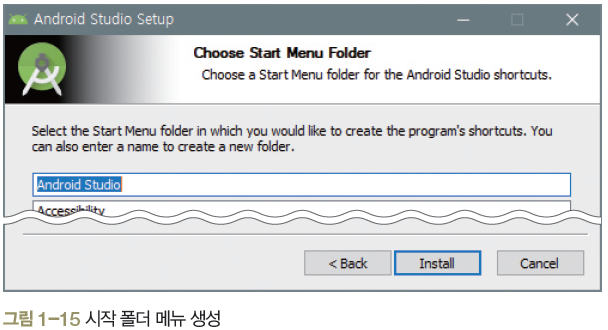 Android Studio Setup
Choose Start Menu Folder
Choose a Start Menu folder for the Android Studio shortcuts.
Select the Start Menu folder in which you would like to create the program's shortcuts. You
can also enter a name to create a new folder.
Android Studio
Accessibility
< Back Install Cancel
그림 1-15 시작 폴더 메뉴 생성